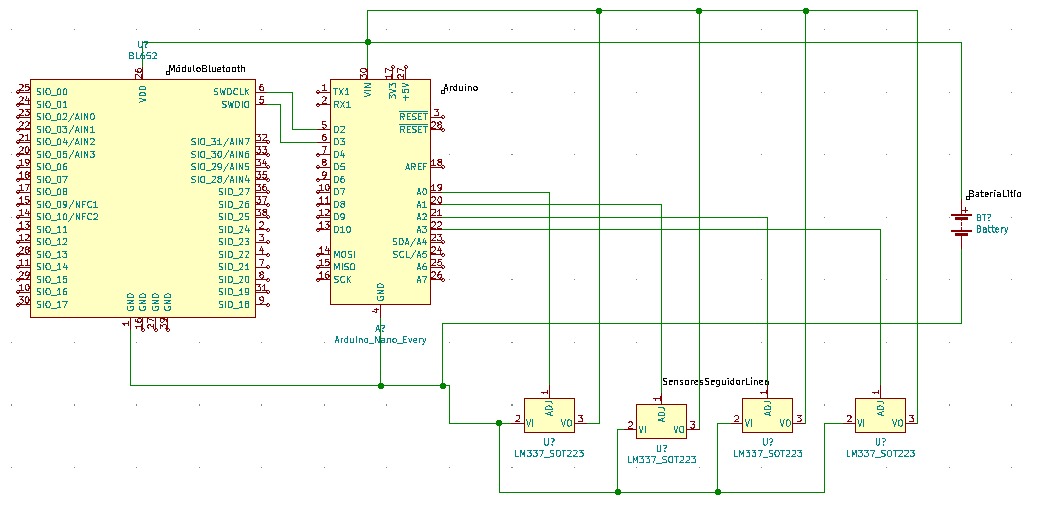 U?
BL652
MóduloBluetooth
26
VDD
25 SIO_00
24 SIO_01
23 SIO_02/AIN0
22 SIO_03/AIN1
21 SIO_04/AIN2
20 SIO_05/AIN3
19 SIO_06
18 SIO_07
17 SIO_08
15 SIO_09/NFC1
14 SIO_10/NFC2
13 SIO_11
12 SIO_12
28 SIO_13
11 SIO_14
29 SIO_15
10 SIO_16
30 SIO_17
SWDCLK 6
SWDIO 5
SIO_31/AIN7 32
SIO_30/AIN6 33
SIO_29/AIN5 34
SIO_28/AIN4 35
SIO_27 36
SIO_26 37
SIO_25 38
SIO_24 2
SIO_23 3
SIO_22 4
SIO_21 7
SIO_20 8
SIO_19 31
SIO_18 9
GND GND GND GND
1 16 27 39
Arduino
30 17 27
VIN 3V3 +5V
1 TX1
2 RX1
5 D2
6 D3
7 D4
8 D5
9 D6
10 D7
11 D8
12 D9
13 D10
14 MOSI
15 MISO
16 SCK
RESET 3
RESET 28
AREF 18
A0 19
A1 20
A2 21
A3 22
SDA/A4 23
SCL/A5 24
A6 25
A7 26
GND
4
A?
Arduino_Nano_Every
BateriaLitio
+
BT?
Battery
SensoresSeguidorLinea
1
ADJ
2 VI VO 3
U?
LM337_SOT223
1
ADJ
2 VI VO 3
U?
LM337_SOT223
1
ADJ
2 VI VO 3
U?
LM337_SOT223
1
ADJ
2 VI VO 3
U?
LM337_SOT223